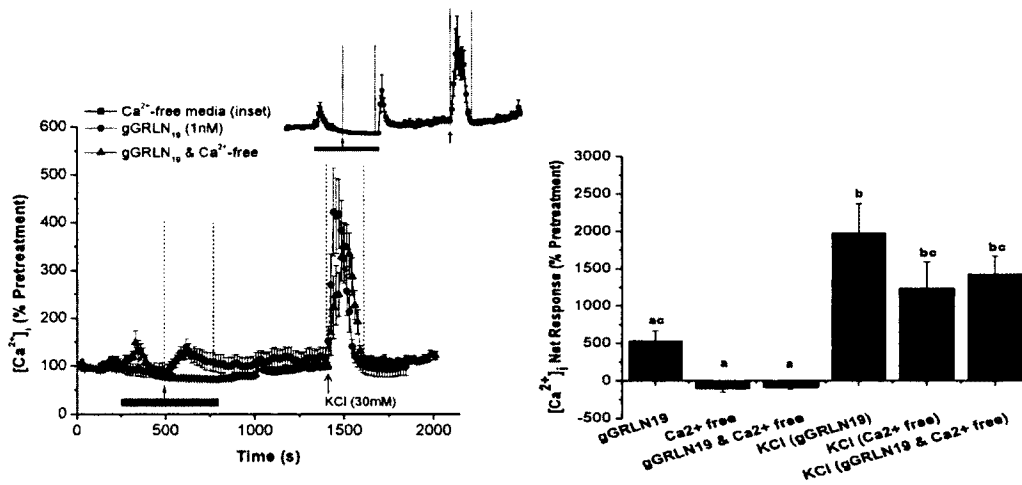 Ca²⁺-free media (inset)
gGRLN₁₉ (1nM)
gGRLN₁₉ & Ca²⁺-free
[Ca²⁺]ᵢ (% Pretreatment)
600
500
400
300
200
100
0
KCl (30mM)
0
500
1000
1500
2000
Time (s)
[Ca²⁺]ᵢ Net Response (% Pretreatment)
3000
2500
2000
1500
1000
500
0
-500
ac
a
a
b
bc
bc
gGRLN19
Ca2+ free
gGRLN19 & Ca2+ free
KCl (gGRLN19)
KCl (Ca2+ free)
KCl (gGRLN19 & Ca2+ free)